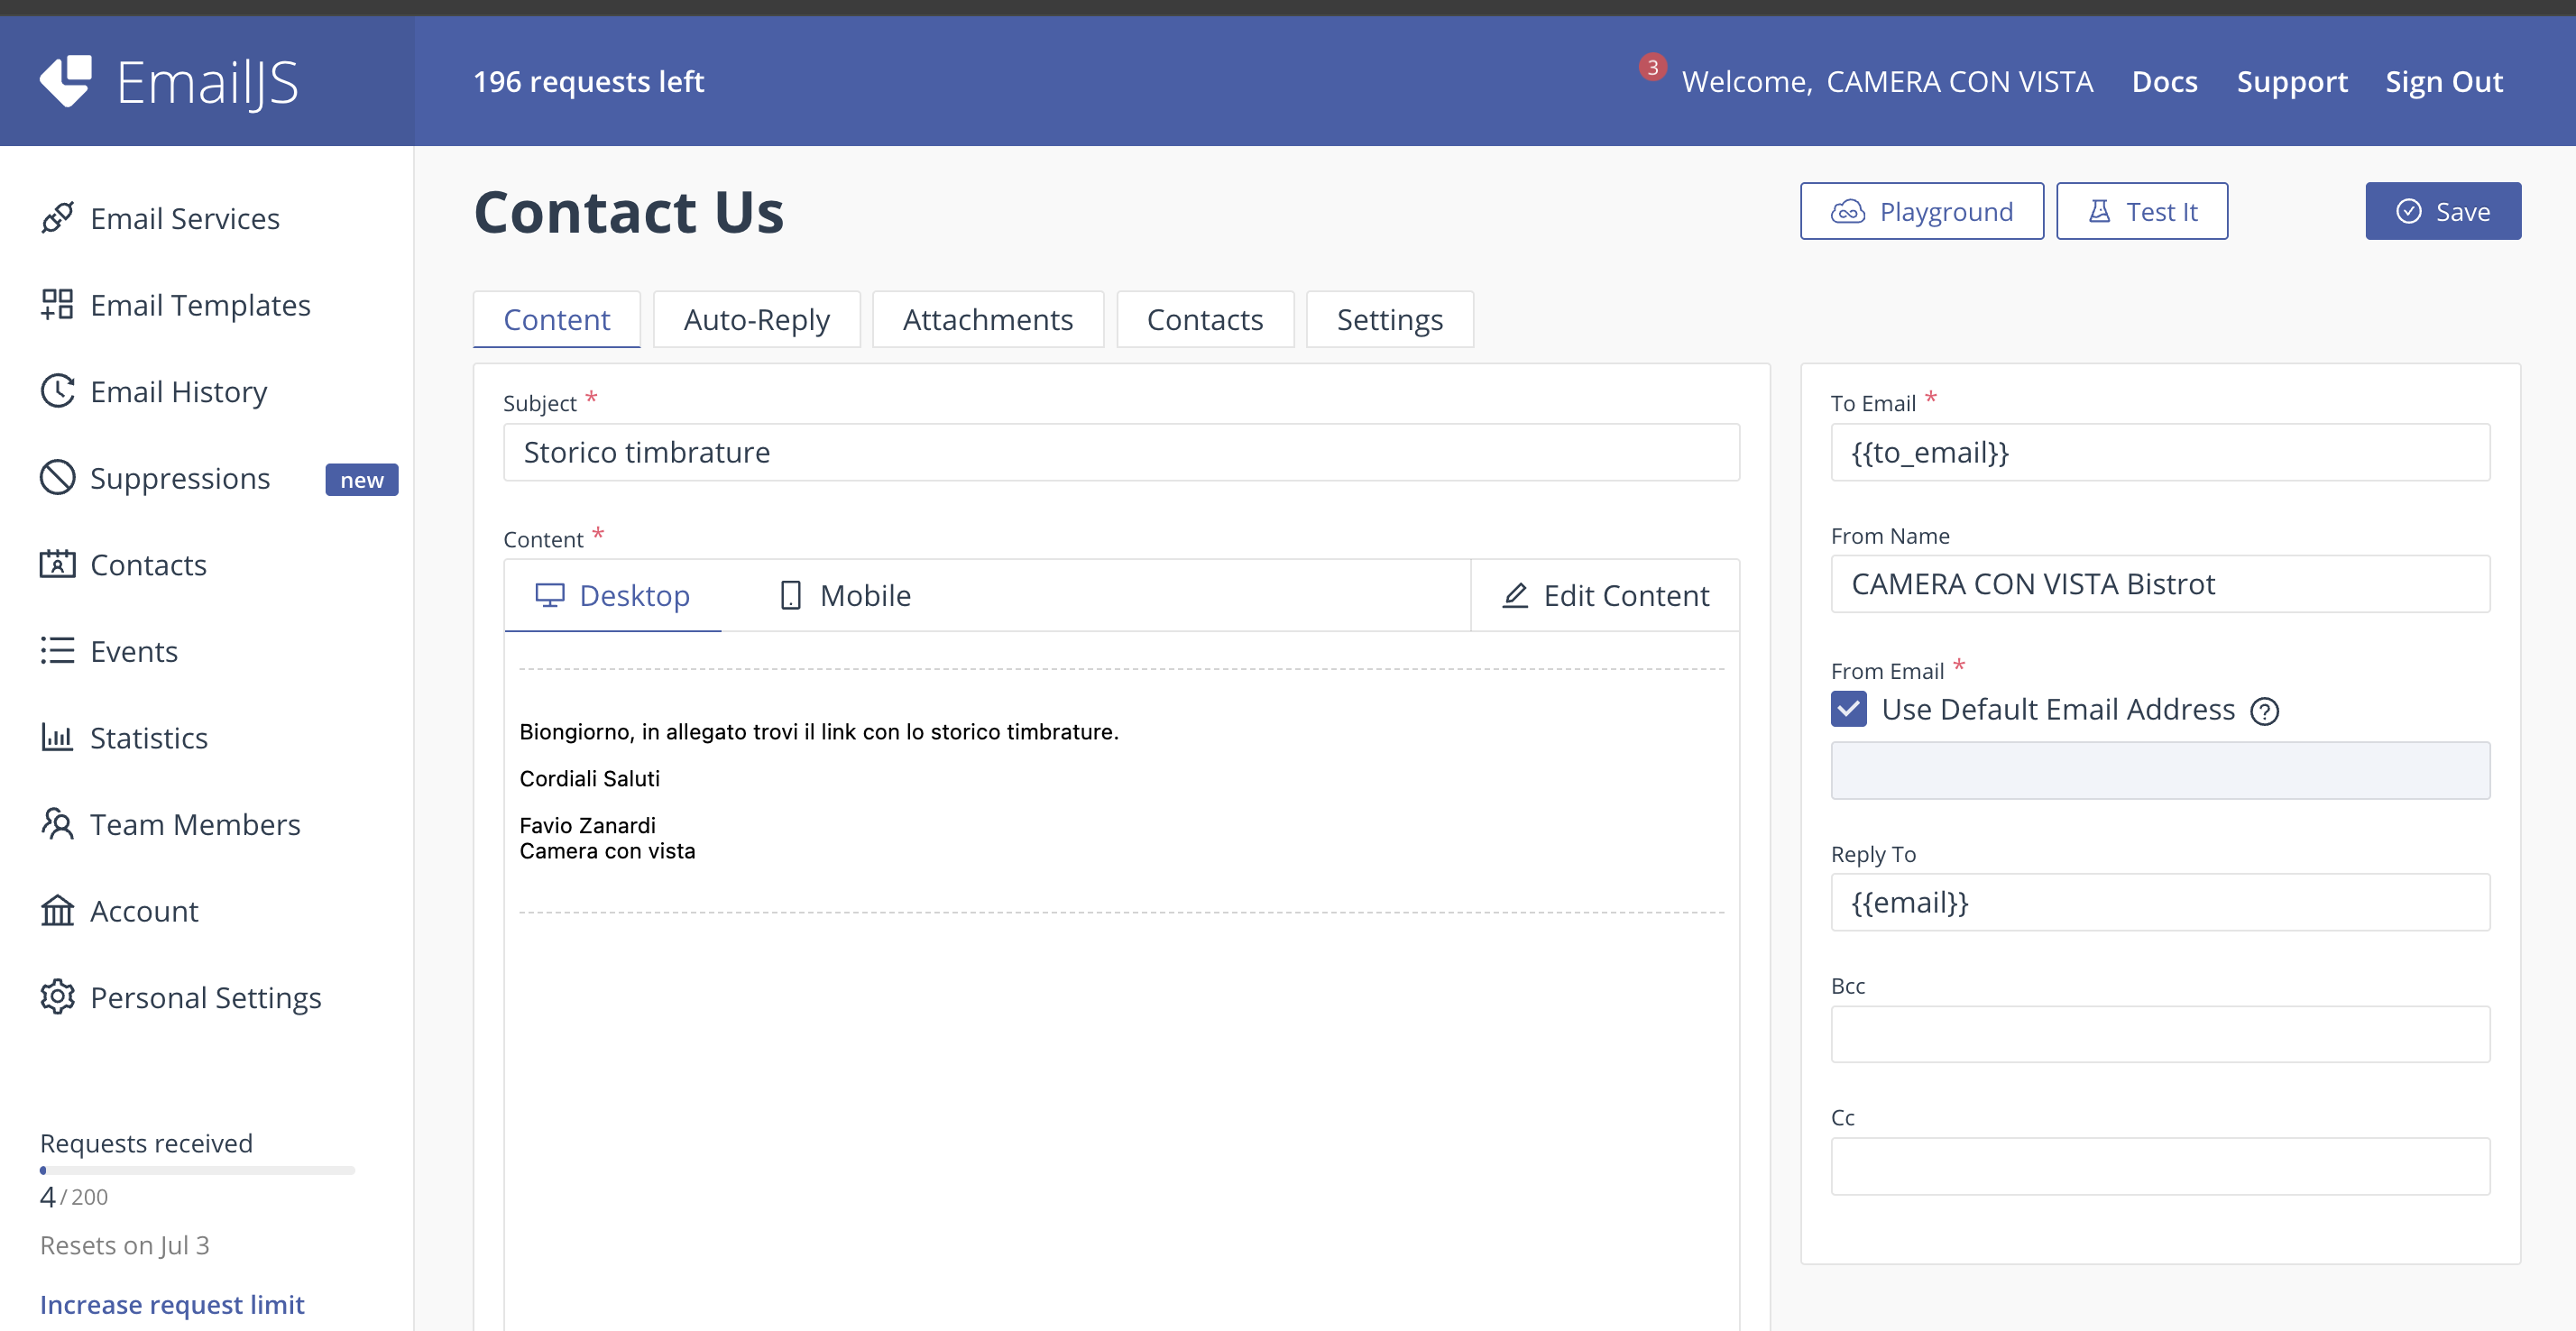 EmailJS
196 requests left
3
Welcome, CAMERA CON VISTA
Docs
Support
Sign Out
Email Services
Email Templates
Email History
Suppressions
new
Contacts
Events
Statistics
Team Members
Account
Personal Settings
Requests received
4 / 200
Resets on Jul 3
Increase request limit
Contact Us
Playground
Test It
Save
Content
Auto-Reply
Attachments
Contacts
Settings
Subject *
Storico timbrature
Content *
Desktop
Mobile
Edit Content
Biongiorno, in allegato trovi il link con lo storico timbrature.
Cordiali Saluti
Favio Zanardi
Camera con vista
To Email *
{{to_email}}
From Name
CAMERA CON VISTA Bistrot
From Email *
Use Default Email Address ?
Reply To
{{email}}
Bcc
Cc